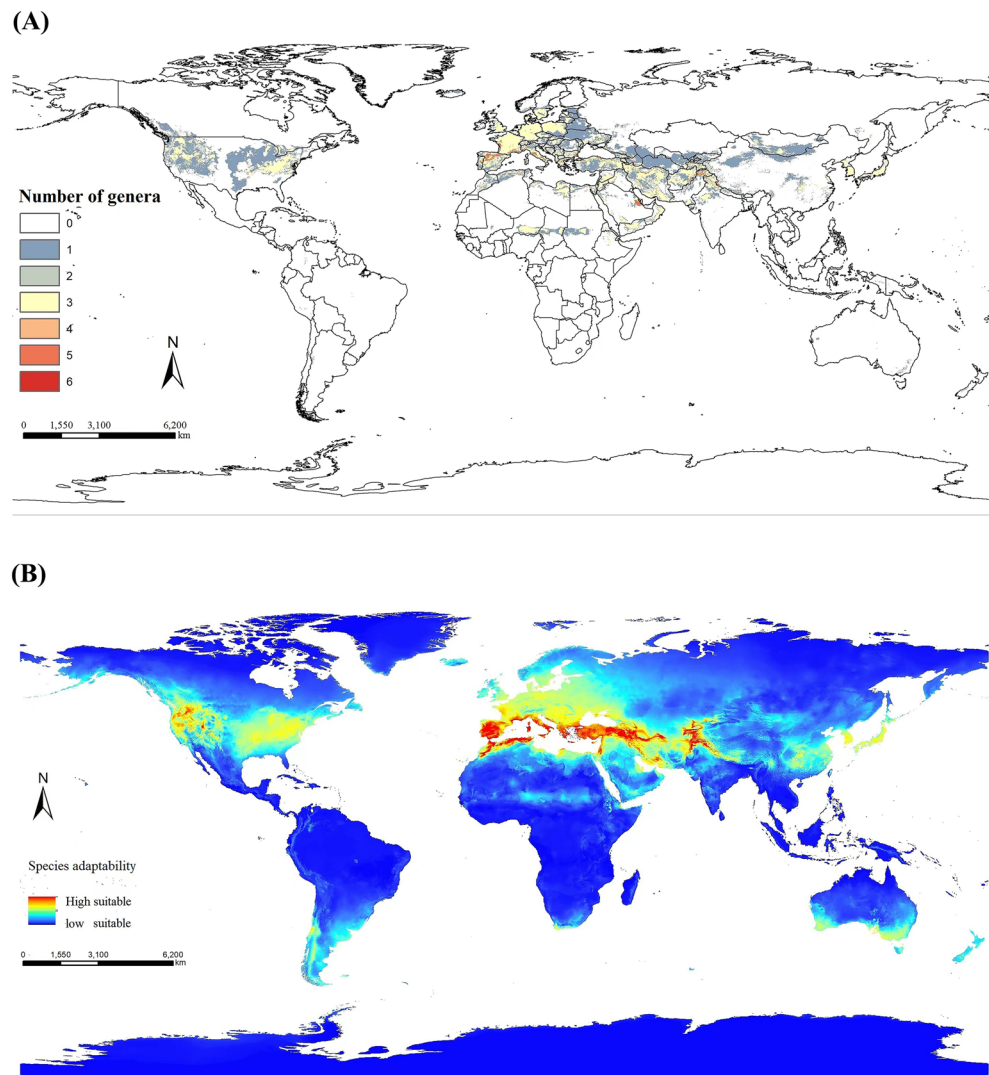 (A)
Number of genera
0
1
2
3
4
5
6
N
0 1,550 3,100 6,200
km
(B)
N
Species adaptability
High suitable
low suitable
0 1,550 3,100 6,200
km